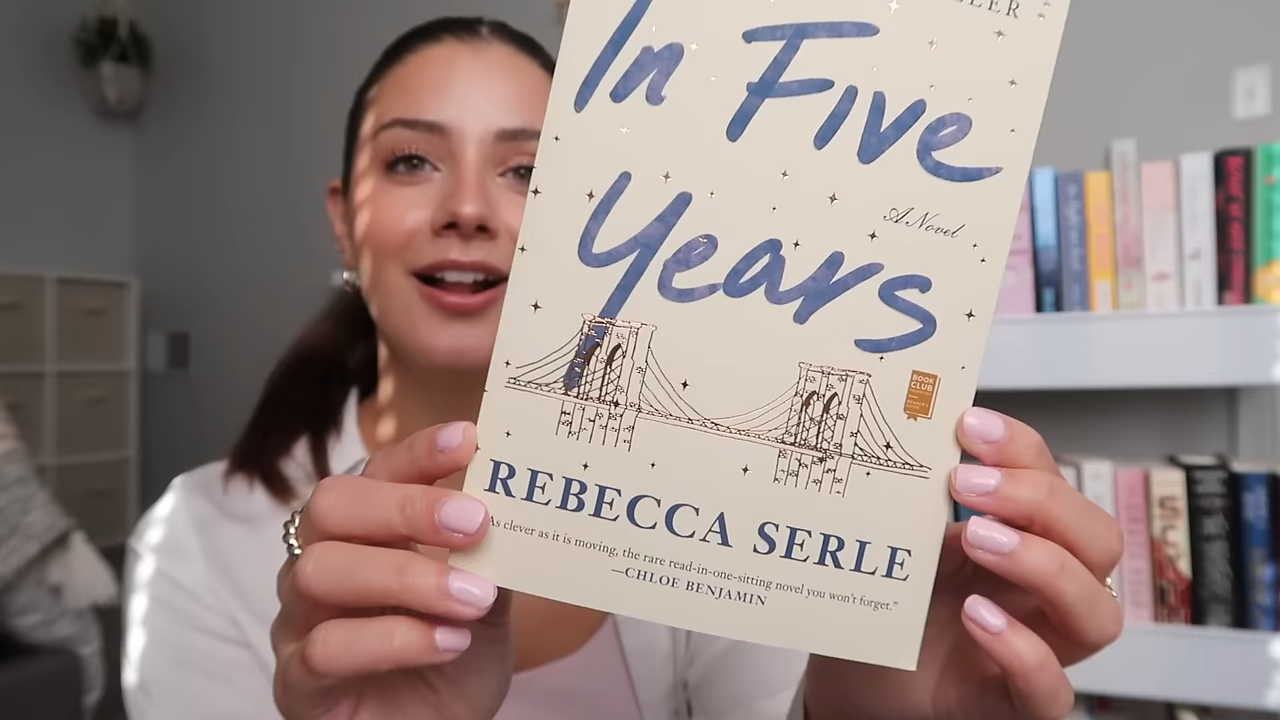 In Five
Years
A Novel
BOOK
CLUB
REBECCA SERLE
As clever as it is moving, the rare read-in-one-sitting novel you won't forget."
—CHLOE BENJAMIN